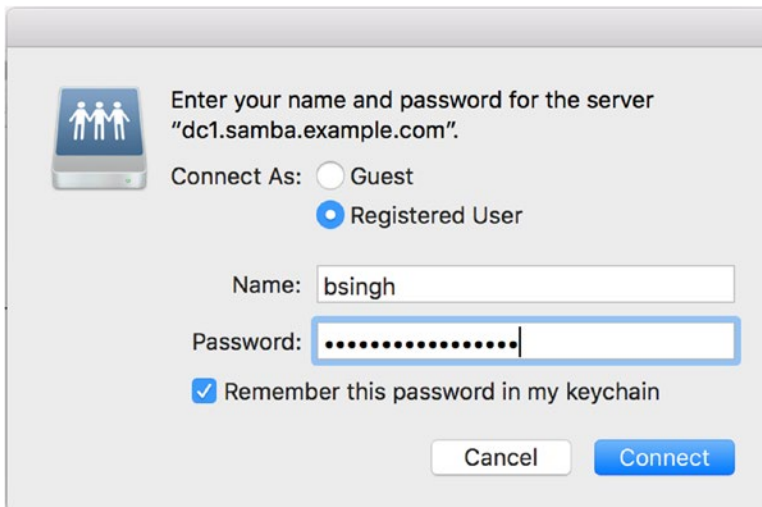 Enter your name and password for the server
“dc1.samba.example.com”.
Connect As: Guest
Registered User
Name: bsingh
Password: •••••••••••••••••
Remember this password in my keychain
Cancel Connect